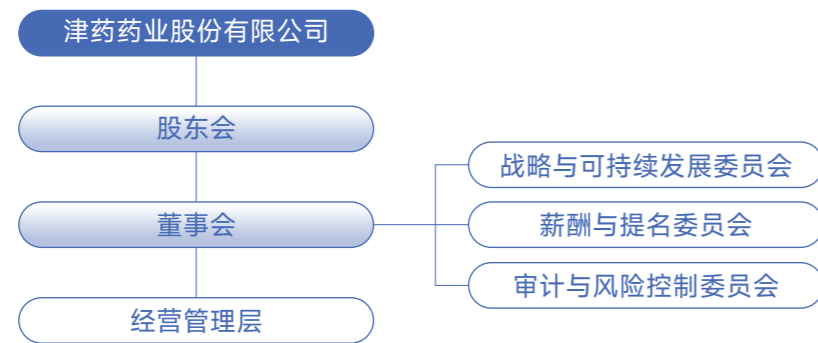 津药药业股份有限公司
股东会
董事会
经营管理层
战略与可持续发展委员会
薪酬与提名委员会
审计与风险控制委员会